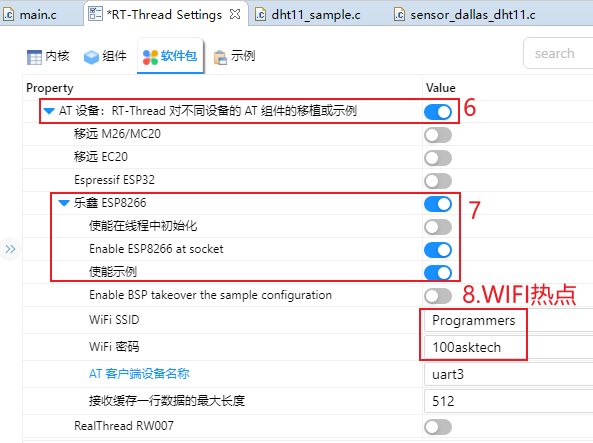 main.c
*RT-Thread Settings
dht11_sample.c
sensor_dallas_dht11.c
内核
组件
软件包
示例
search
Property
Value
AT 设备：RT-Thread 对不同设备的 AT 组件的移植或示例
6
移远 M26/MC20
移远 EC20
Espressif ESP32
乐鑫 ESP8266
7
使能在线程中初始化
Enable ESP8266 at socket
使能示例
8.WIFI热点
Enable BSP takeover the sample configuration
WiFi SSID
Programmers
WiFi 密码
100asktech
AT 客户端设备名称
uart3
接收缓存一行数据的最大长度
512
RealThread RW007